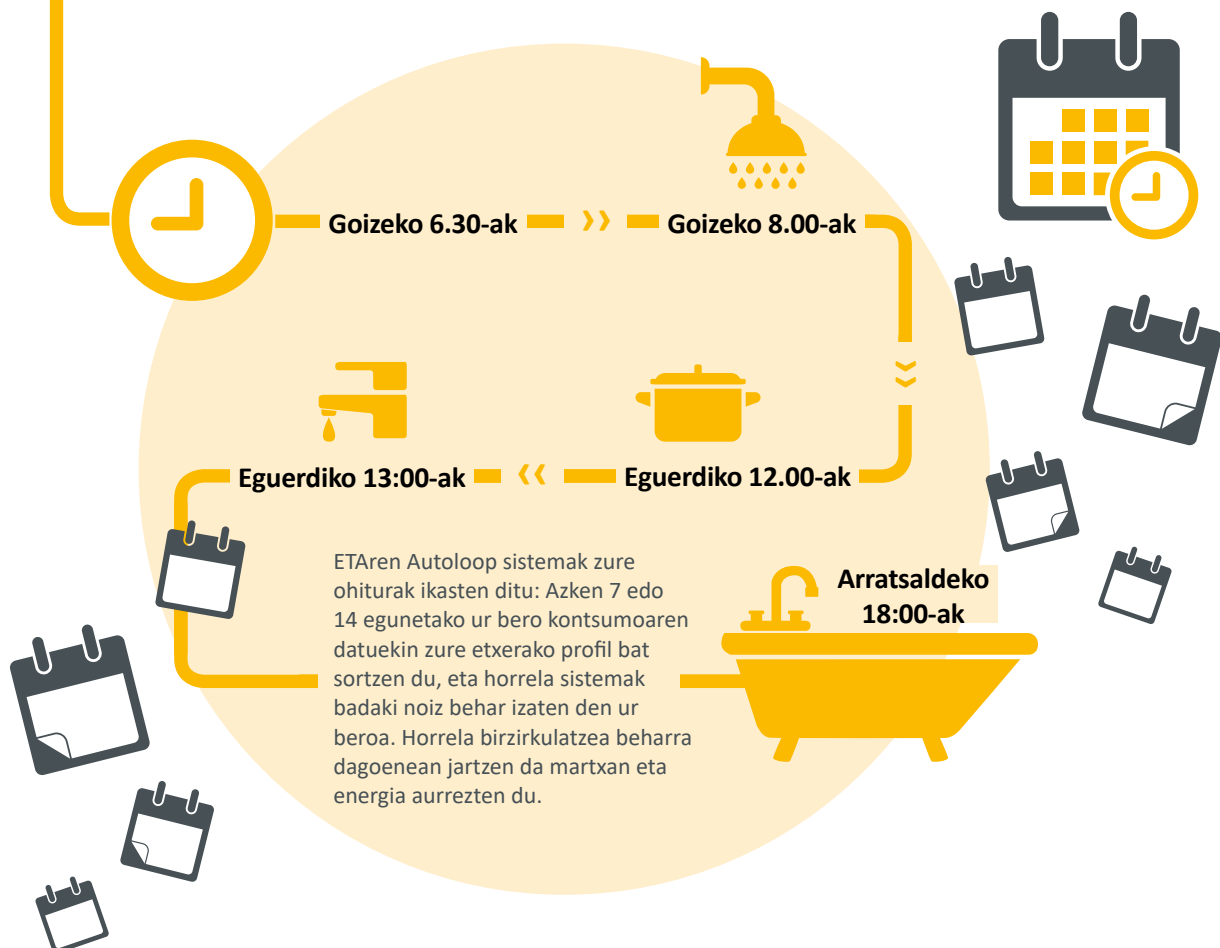 Goizeko 6.30-ak
Goizeko 8.00-ak
Eguerdiko 13:00-ak
Eguerdiko 12.00-ak
ETAren Autoloop sistemak zure
ohiturak ikasten ditu: Azken 7 edo
14 egunetako ur bero kontsumoaren
datuekin zure etxerako profil bat
sortzen du, eta horrela sistemak
badaki noiz behar izaten den ur
beroa. Horrela birzirkulatzea beharra
dagoenean jartzen da martxan eta
energia aurrezten du.
Arratsaldeko
18:00-ak